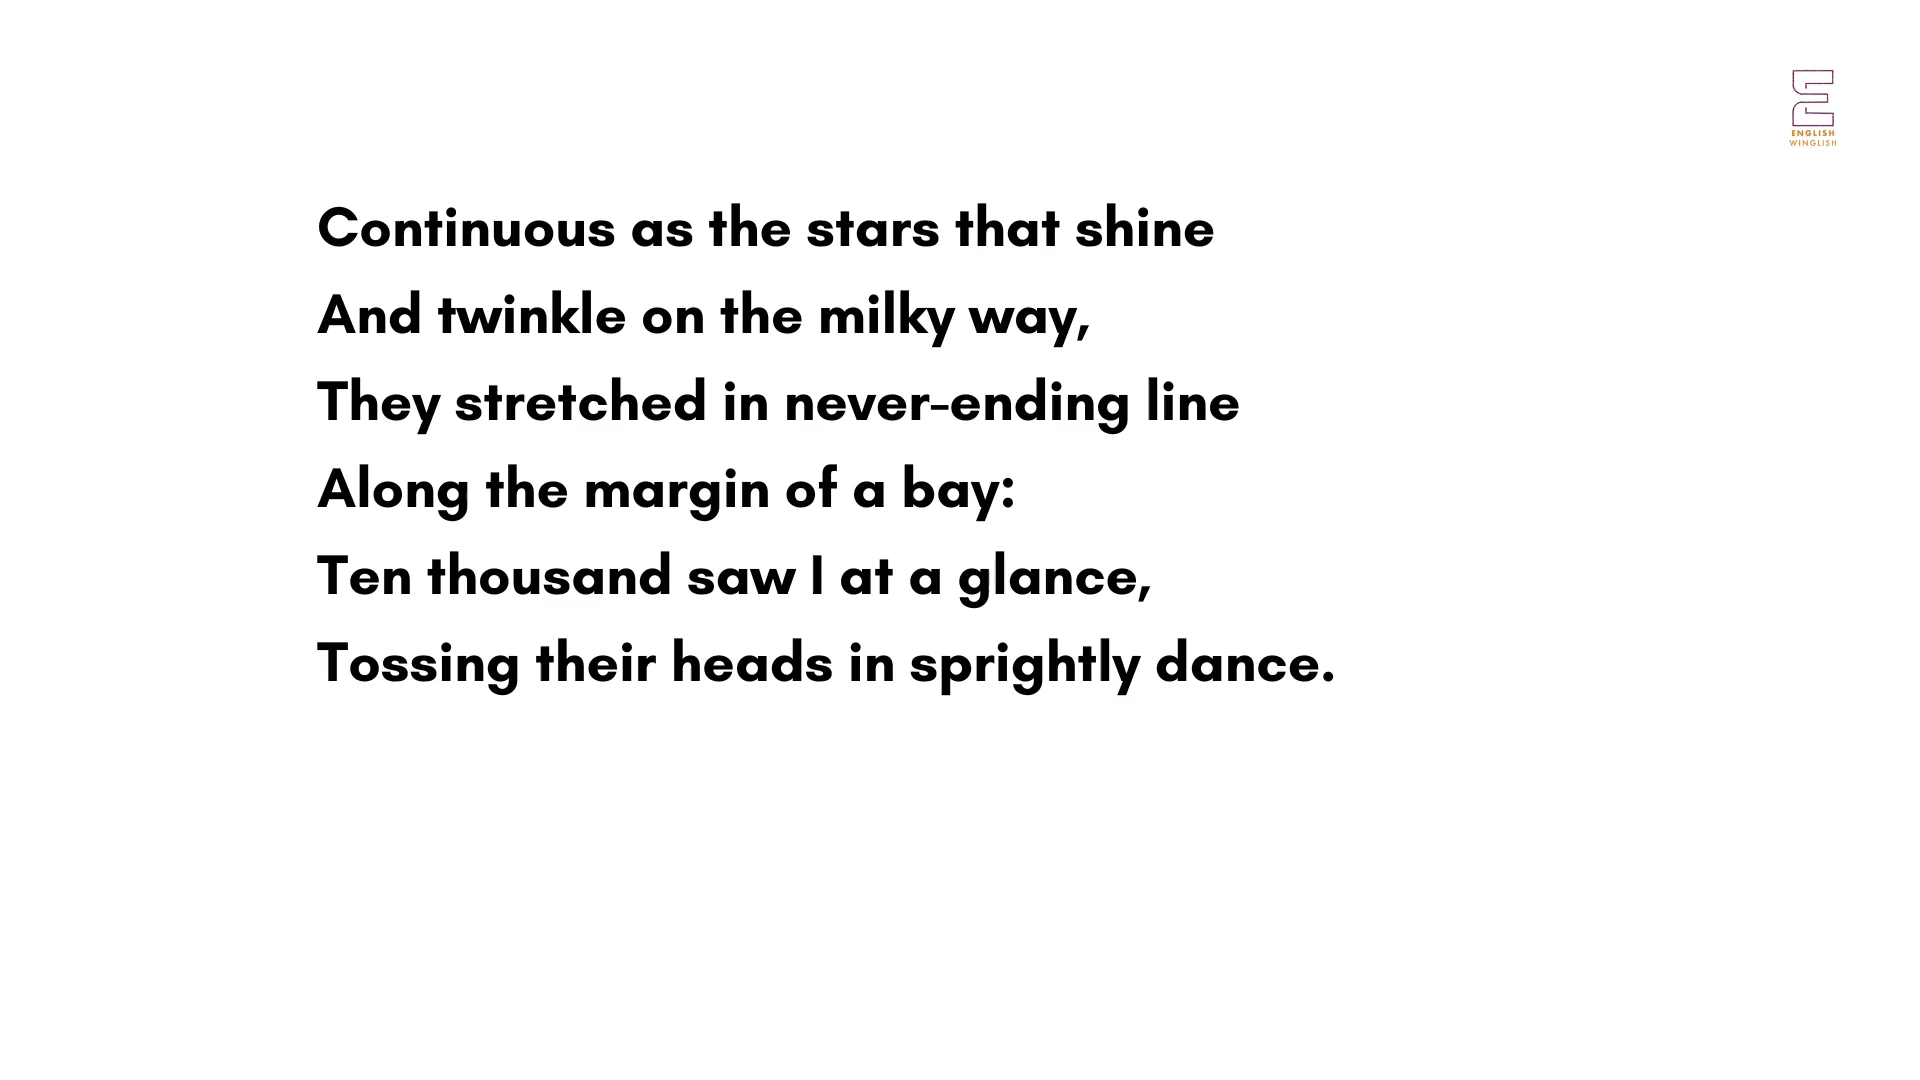 ENGLISH
WINGLISH
Continuous as the stars that shine
And twinkle on the milky way,
They stretched in never-ending line
Along the margin of a bay:
Ten thousand saw I at a glance,
Tossing their heads in sprightly dance.